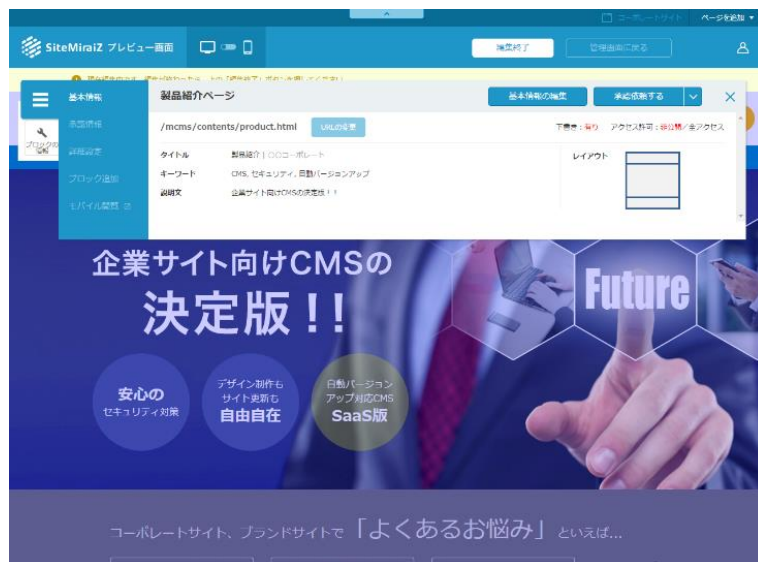 コーポレートサイト
ページを追加
SiteMiraiZ プレビュー画面
編集終了
管理画面に戻る
基本情報
製品紹介ページ
基本情報の編集
承認依頼する
承認情報
/mcms/contents/product.html
URLの変更
下書き：有り
アクセス許可：非公開／全アクセス
ブロックの
情報
詳細設定
タイトル
製品紹介｜○○コーポレート
レイアウト
ブロック追加
キーワード
CMS, セキュリティ, 自動バージョンアップ
説明文
企業サイト向けCMSの決定版！！
モバイル閲覧
企業サイト向けCMSの
決定版！！
Future
安心の
セキュリティ対策
デザイン制作も
サイト更新も
自由自在
自動バージョン
アップ対応CMS
SaaS版
コーポレートサイト、ブランドサイトで「よくあるお悩み」といえば...